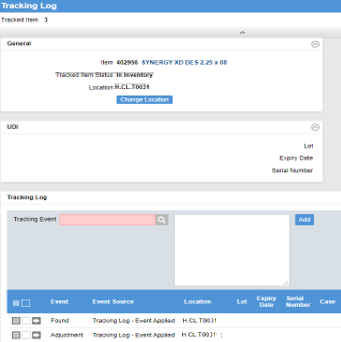 Tracking Log
Tracked Item 3
General
Item 402956 SYNERGY XD DES 2.25 x 08
Tracked Item Status In Inventory
Location H.CL.T0031
Change Location
UDI
Lot
Expiry Date
Serial Number
Tracking Log
Tracking Event
Add
Event Event Source Location Lot Expiry Date Serial Number Case
Found Tracking Log - Event Applied H.CL.T0031
Adjustment Tracking Log - Event Applied H.CL.T0031